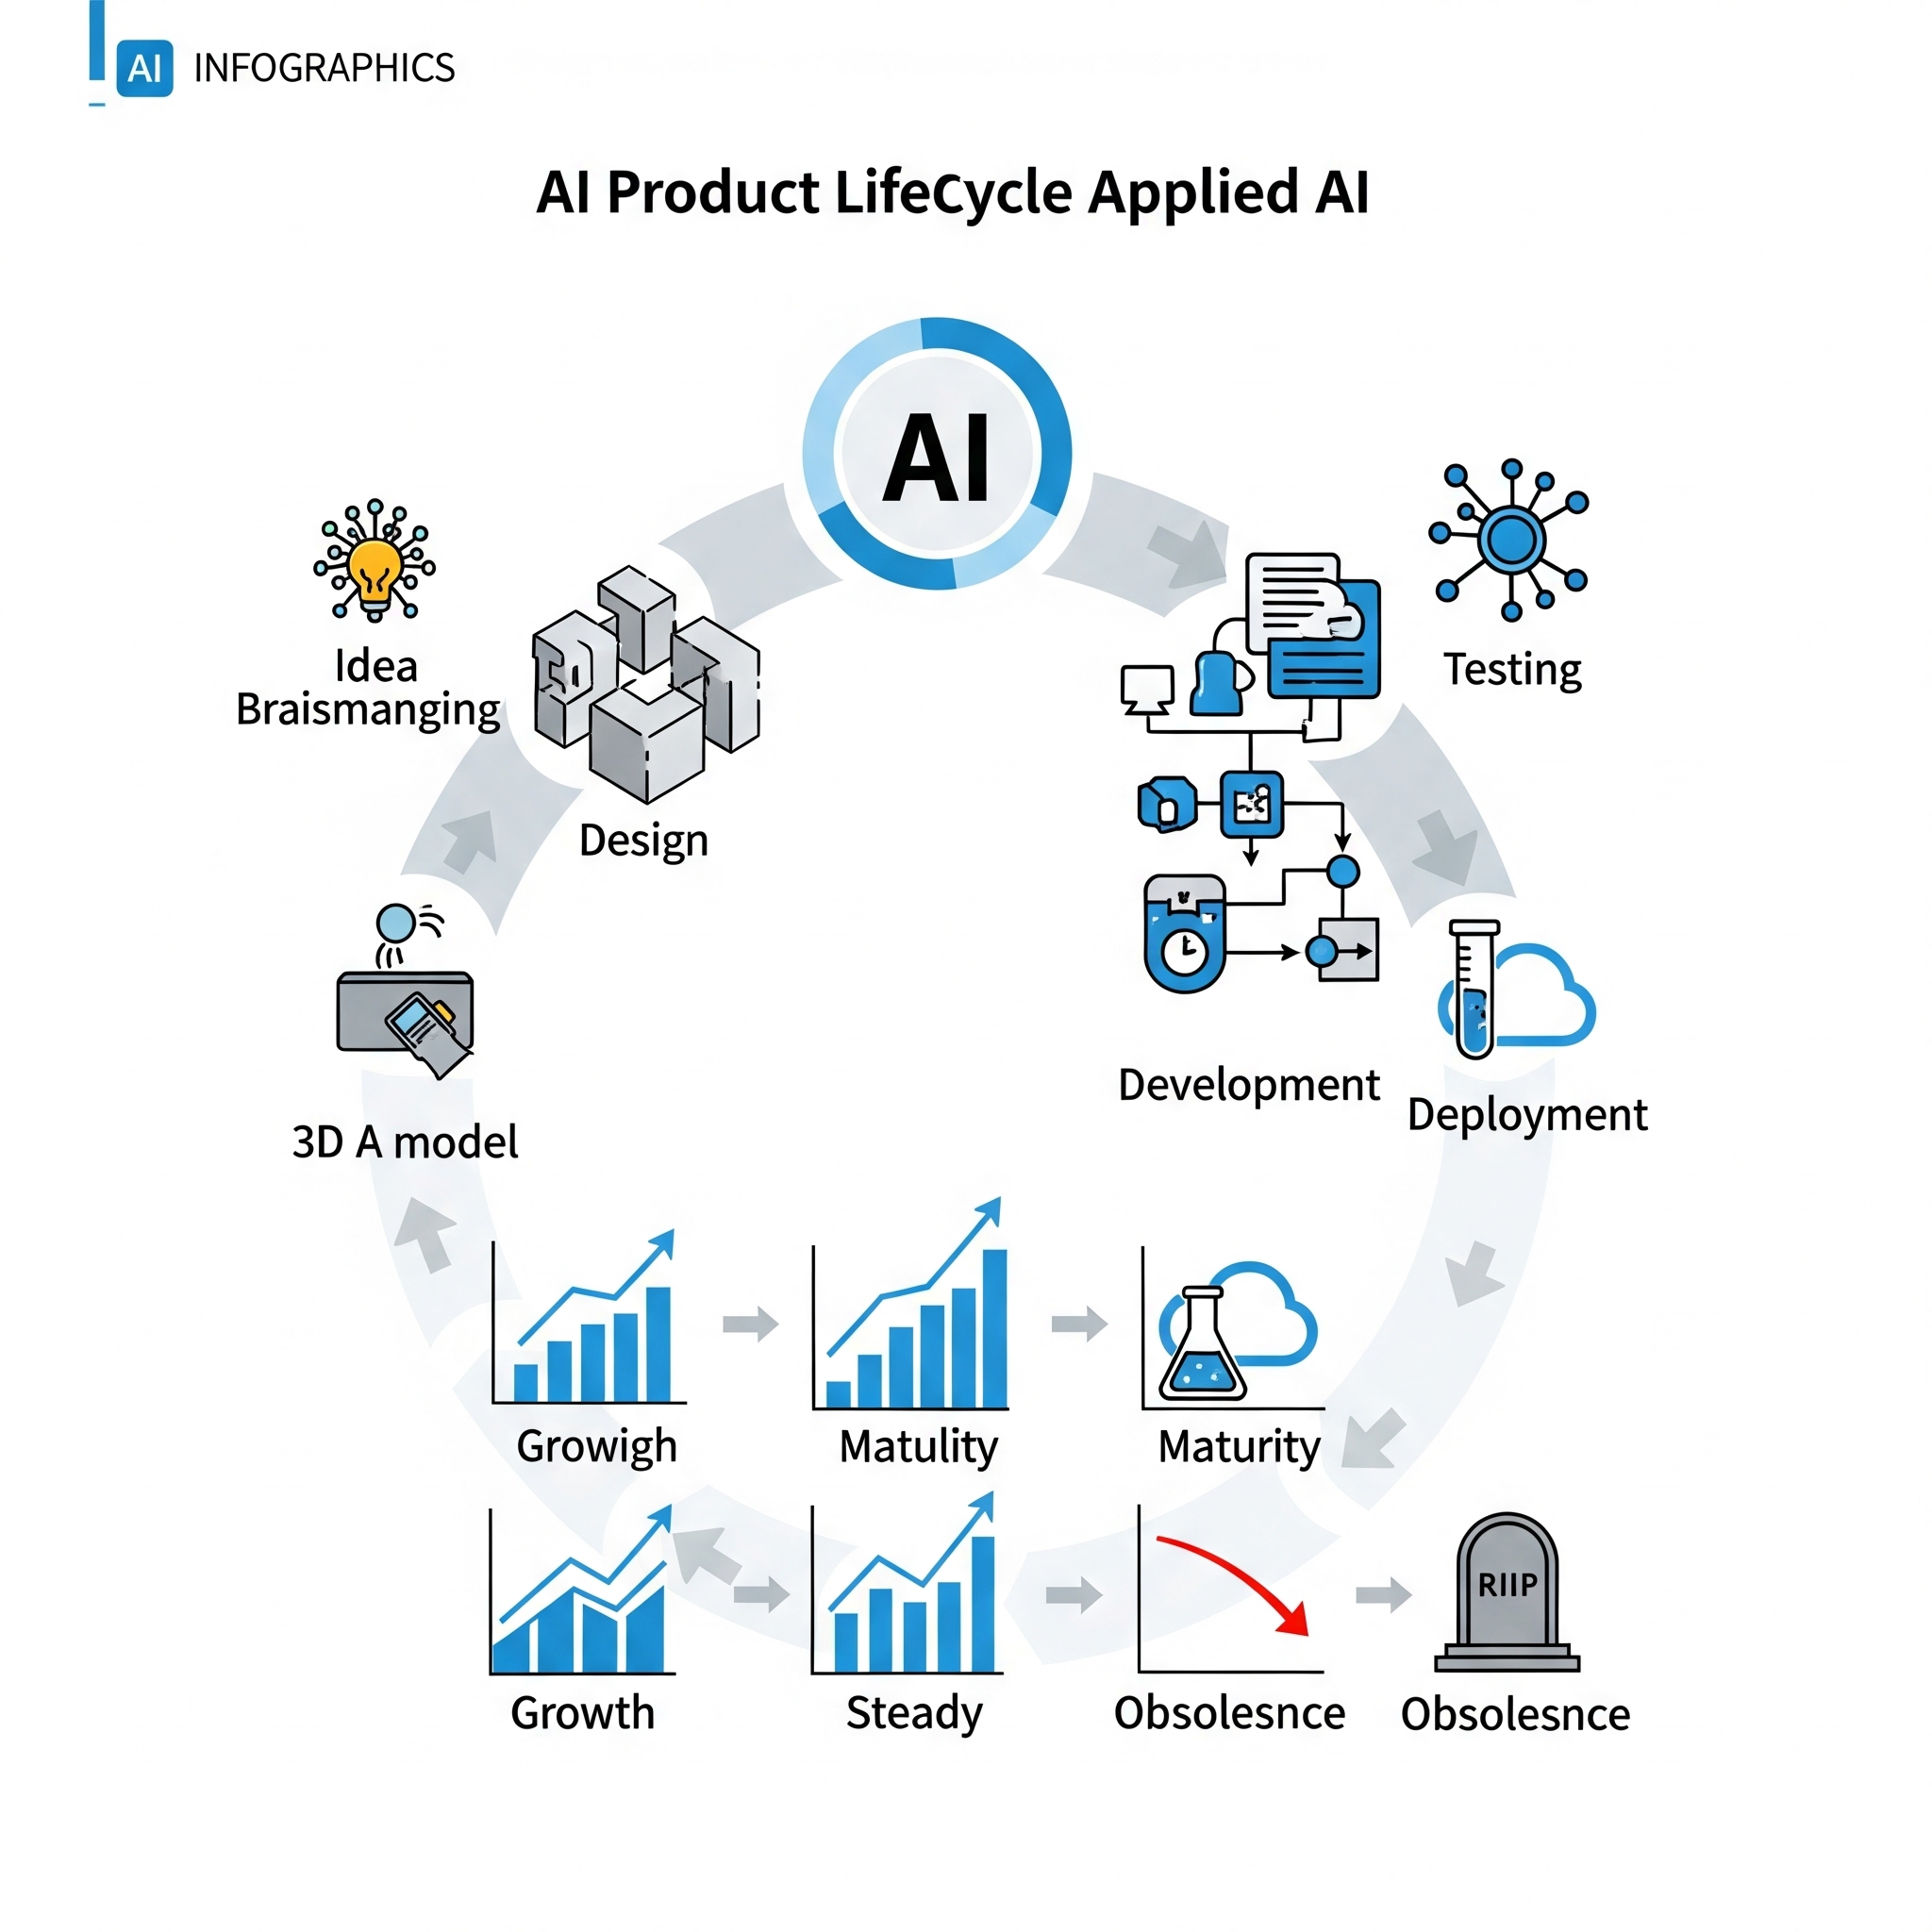 AI INFOGRAPHICS
AI Product LifeCycle Applied AI
AI
Idea
Braismanging
Design
Testing
3D A model
Development
Deployment
Growigh
Matulity
Maturity
RIIP
Growth
Steady
Obsolesnce
Obsolesnce